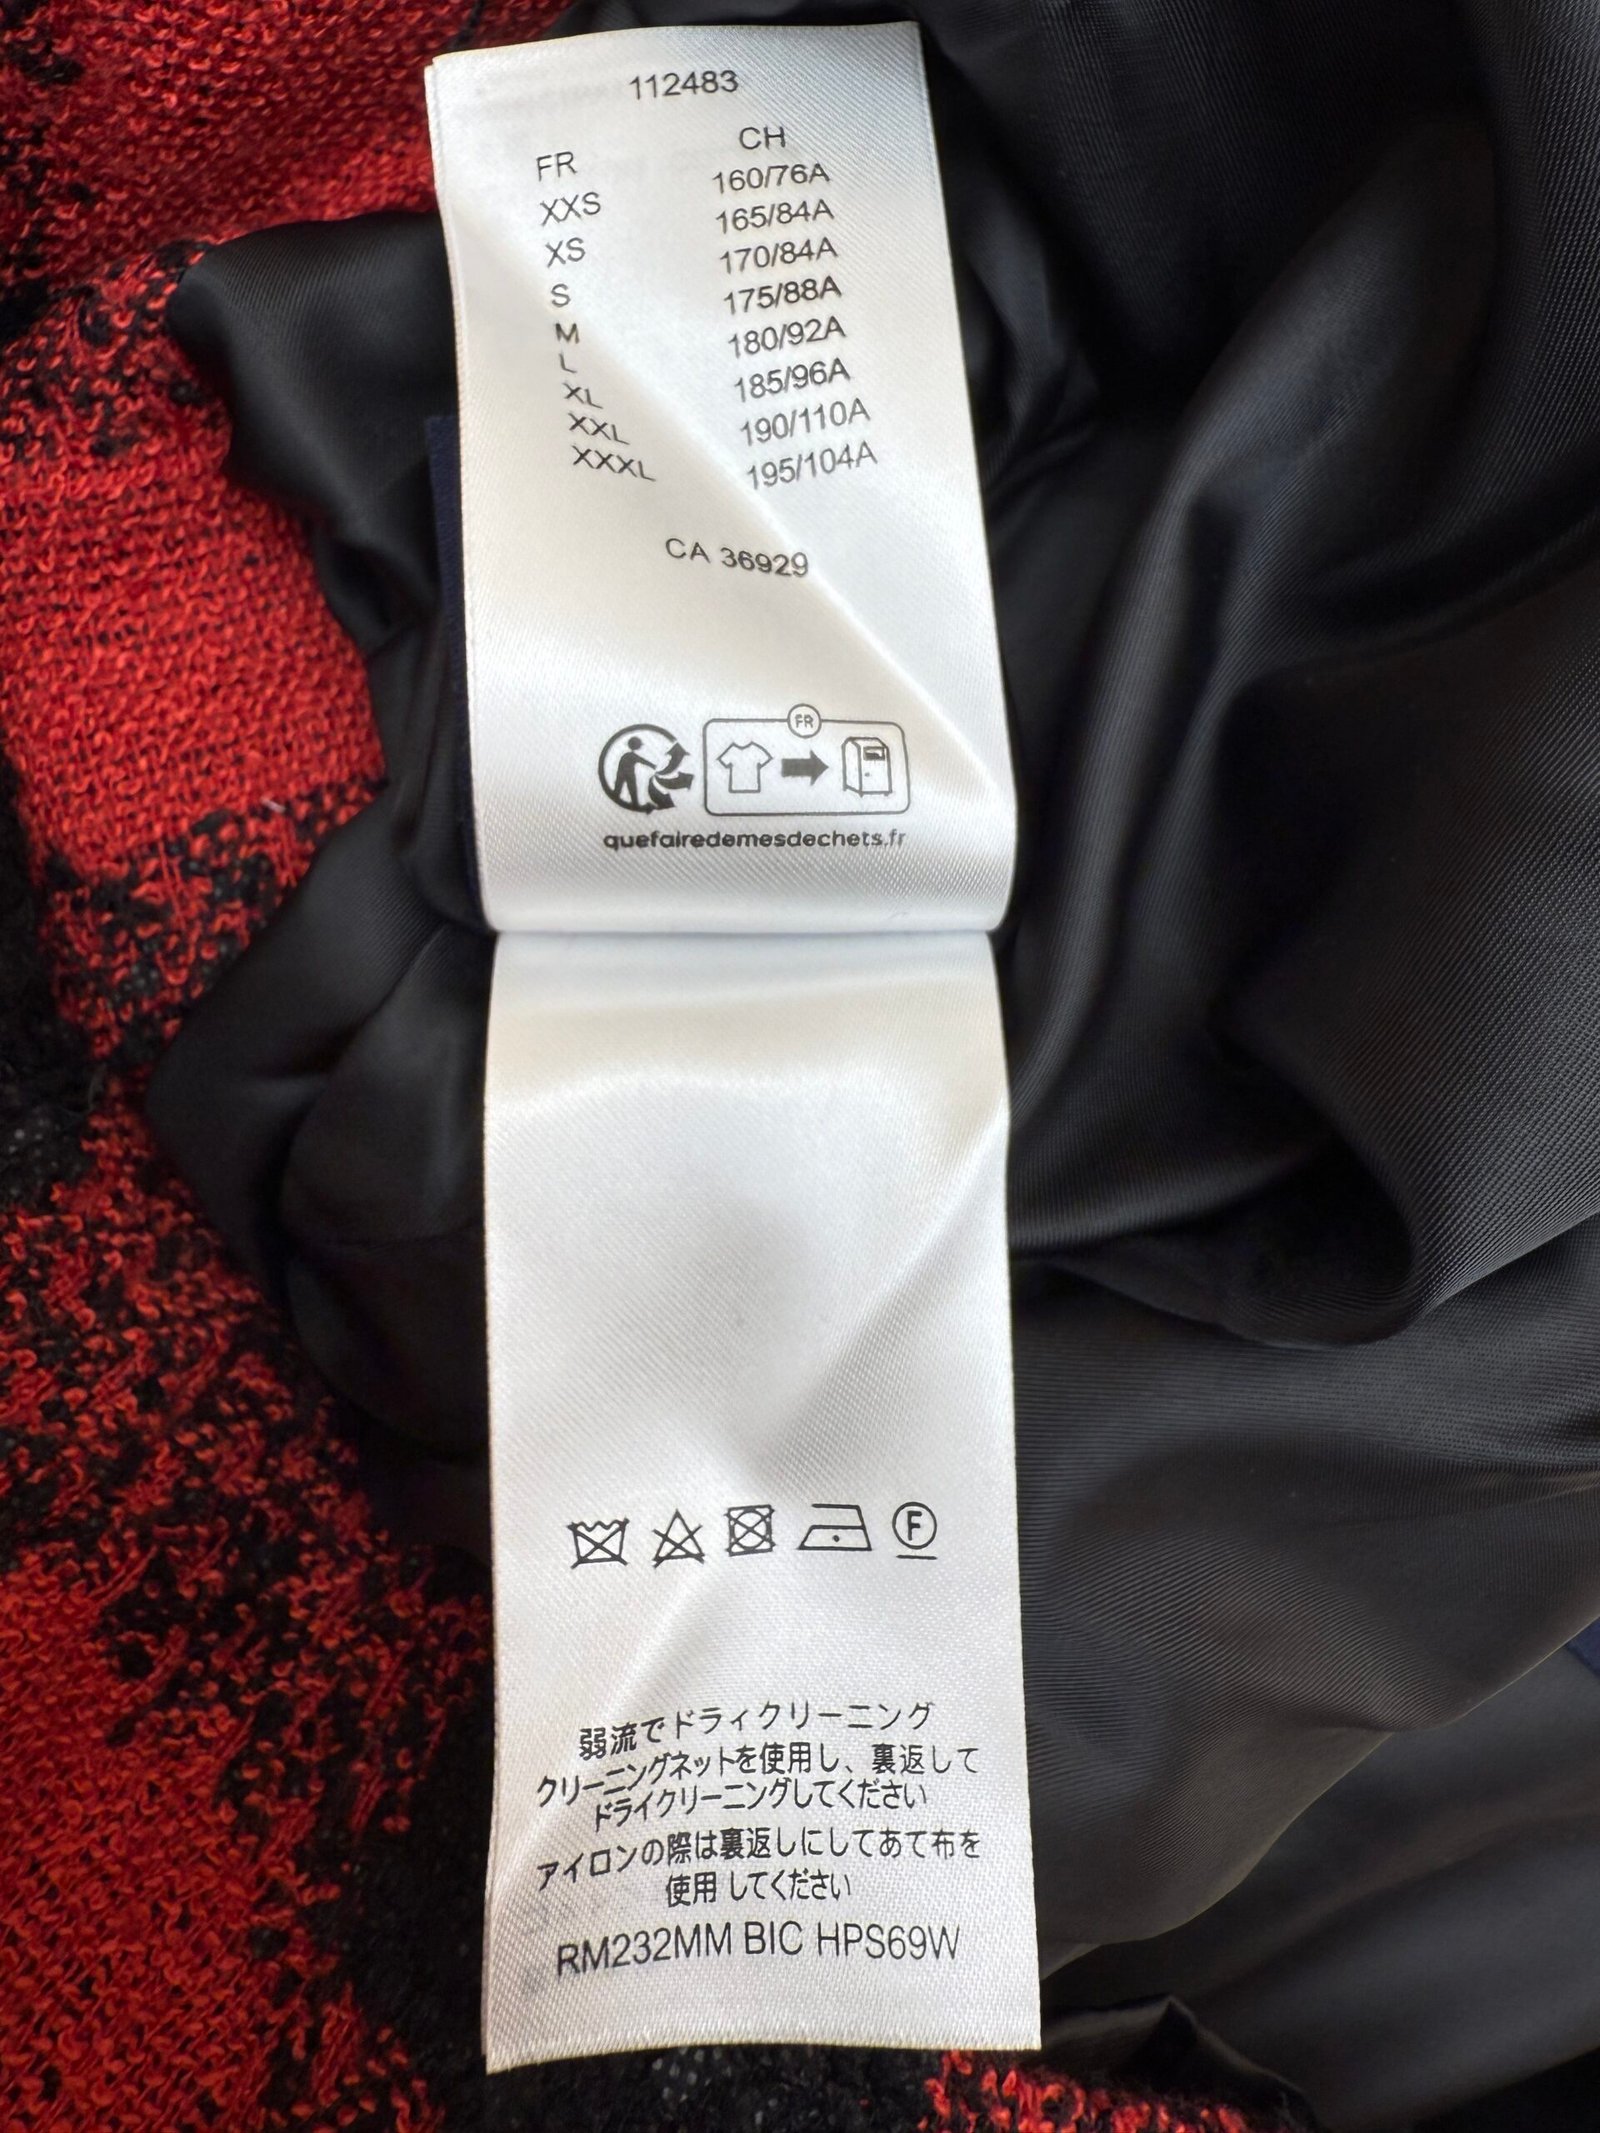 112483
FR CH
XXS 160/76A
XS 165/84A
S 170/84A
M 175/88A
L 180/92A
XL 185/96A
XXL 190/110A
XXXL 195/104A
CA 36929
FR
quefairedemesdechets.fr
F
弱流でドライクリーニング
クリーニングネットを使用し、裏返して
ドライクリーニングしてください
アイロンの際は裏返しにしてあて布を
使用 してください
RM232MM BIC HPS69W